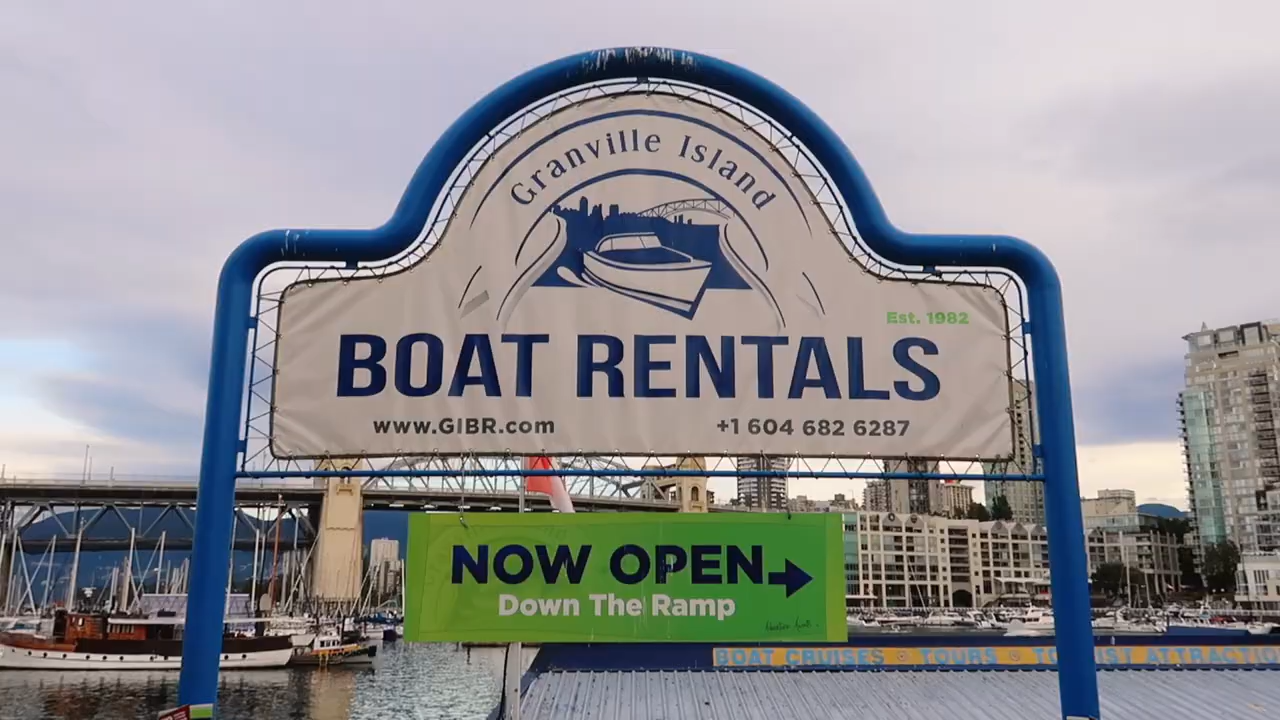 Granville Island
Est. 1982
BOAT RENTALS
www.GIBR.com +1 604 682 6287
NOW OPEN
Down The Ramp
BOAT CRUISES TOURS